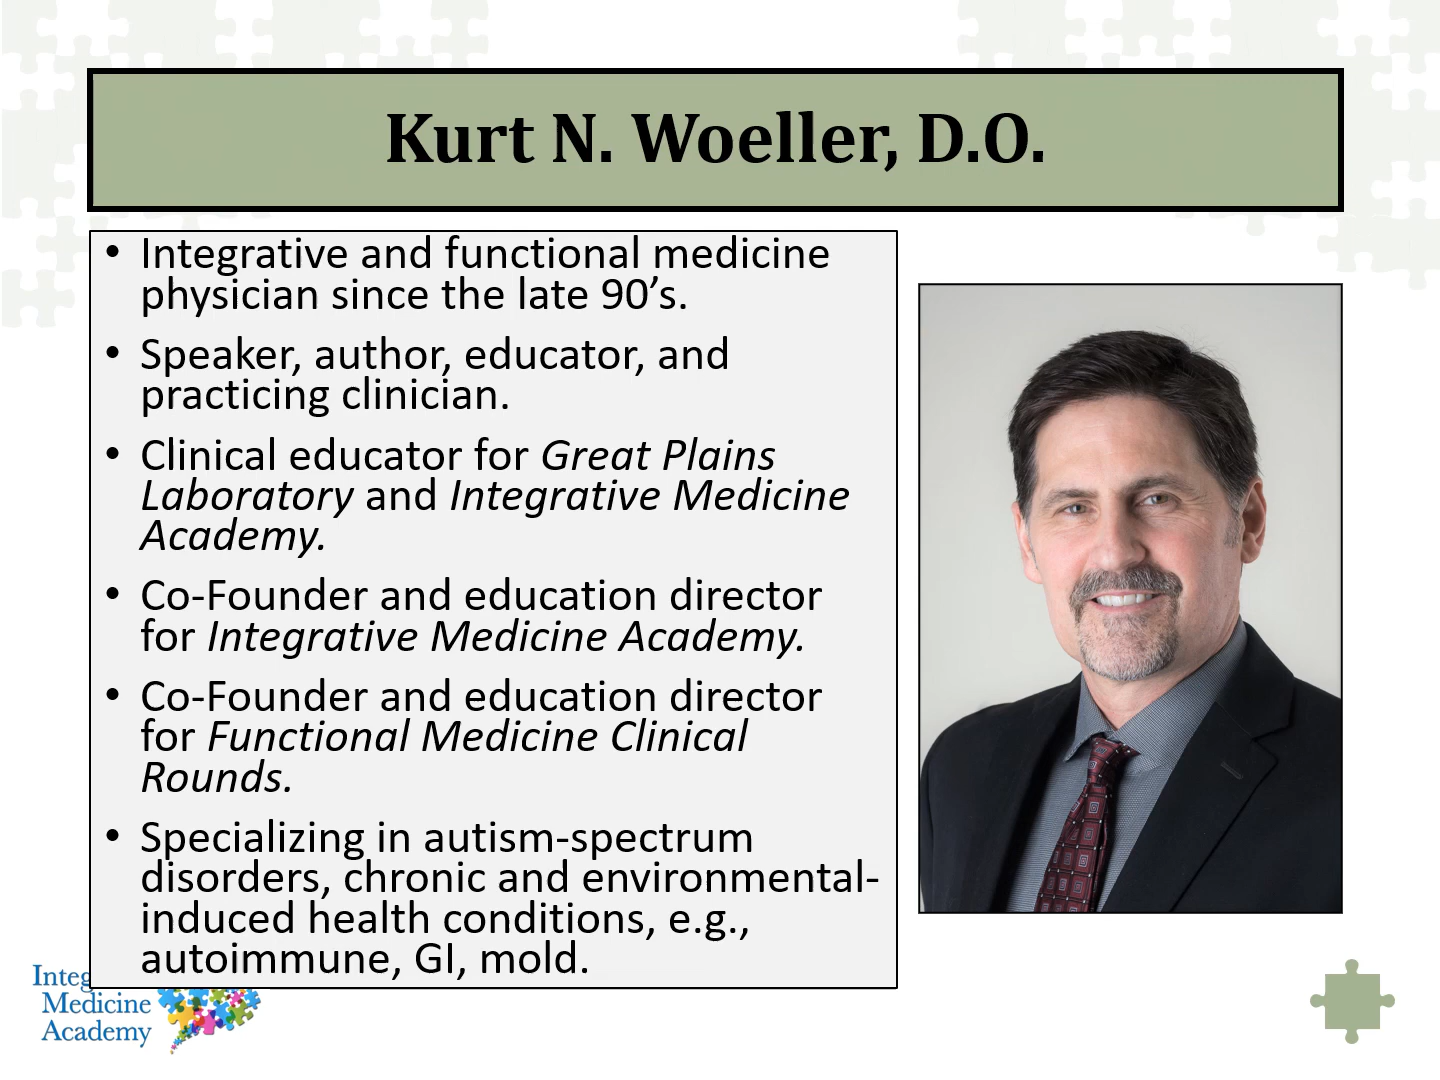 Kurt N. Woeller, D.O.
• Integrative and functional medicine
physician since the late 90’s.
• Speaker, author, educator, and
practicing clinician.
• Clinical educator for Great Plains
Laboratory and Integrative Medicine
Academy.
• Co-Founder and education director
for Integrative Medicine Academy.
• Co-Founder and education director
for Functional Medicine Clinical
Rounds.
• Specializing in autism-spectrum
disorders, chronic and environmental-
induced health conditions, e.g.,
autoimmune, GI, mold.
Integ
Medicine
Academy